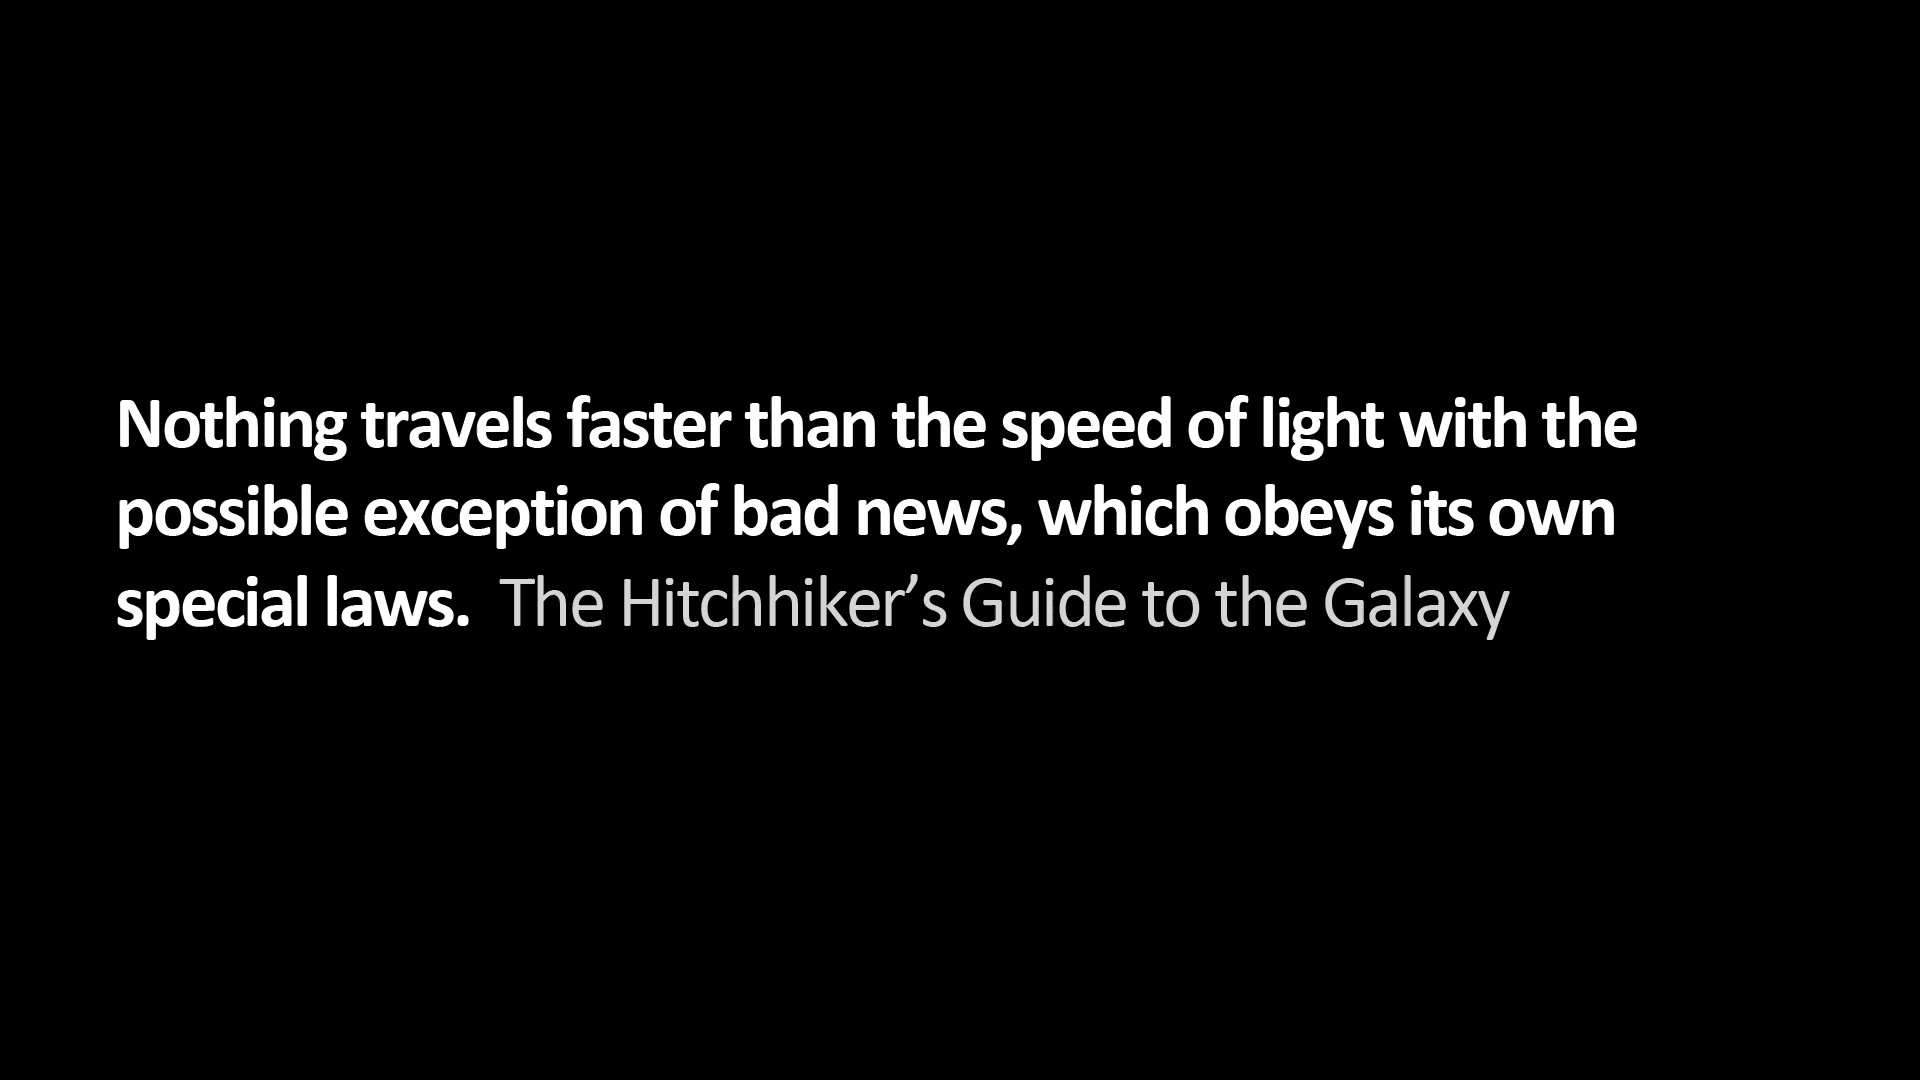 Nothing travels faster than the speed of light with the
possible exception of bad news, which obeys its own
special laws.  The Hitchhiker’s Guide to the Galaxy